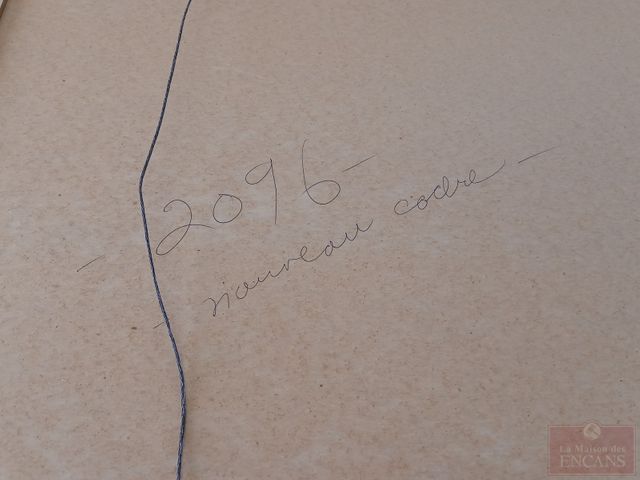 - 2096 -
- nouveau cadre -
La Maison des
ENCANS